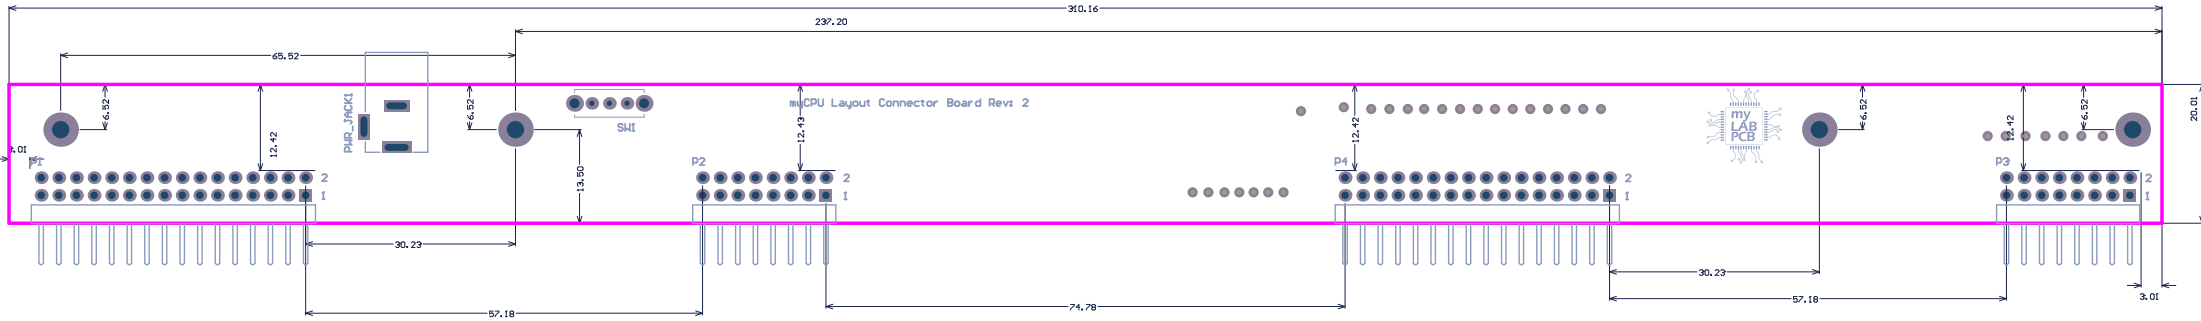 310.16
237.20
65.52
6.52
PWR_JACK1
12.42
6.52
SW1
13.50
12.43
myCPU Layout Connector Board Rev: 2
12.42
my
LAB
PCB
6.52
12.42
6.52
20.01
3.01
P1
2
1
P2
2
1
P4
2
1
P3
2
1
30.23
57.18
74.78
30.23
57.18
3.01